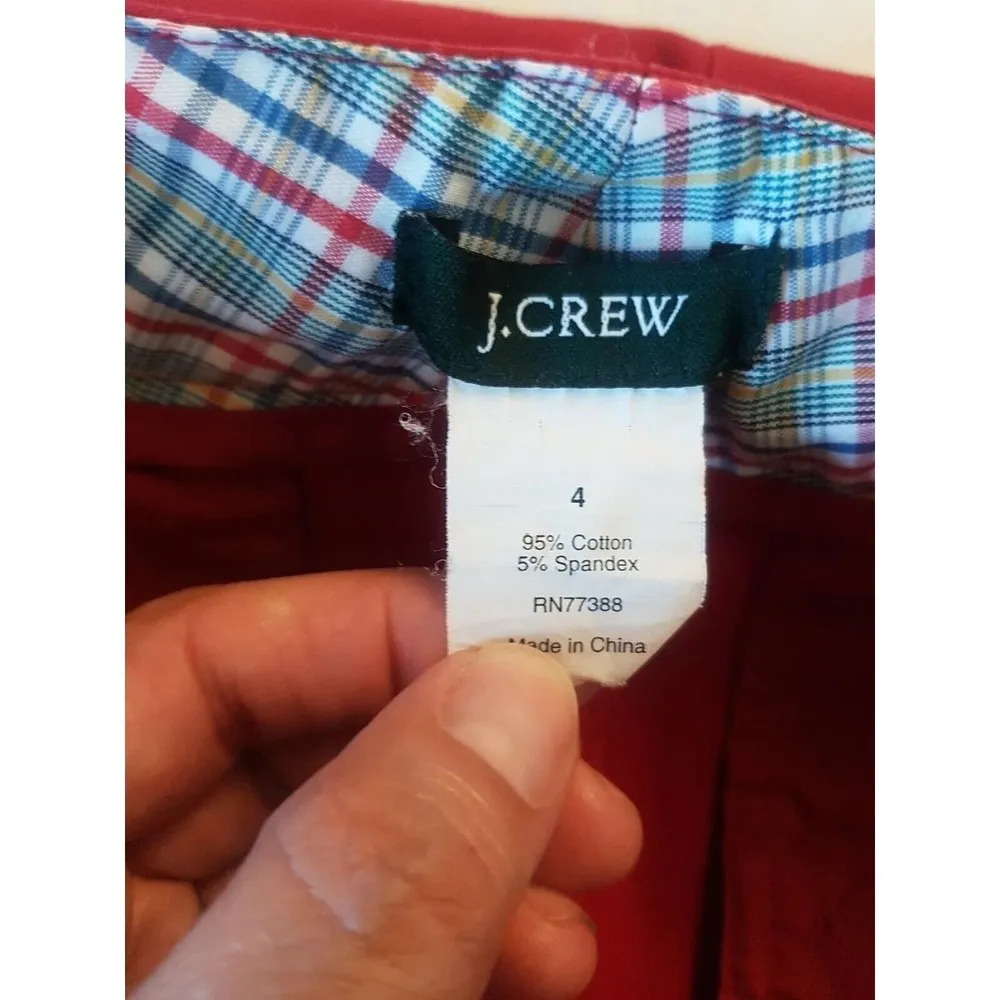 J.CREW
4
95% Cotton
5% Spandex
RN77388
Made in China